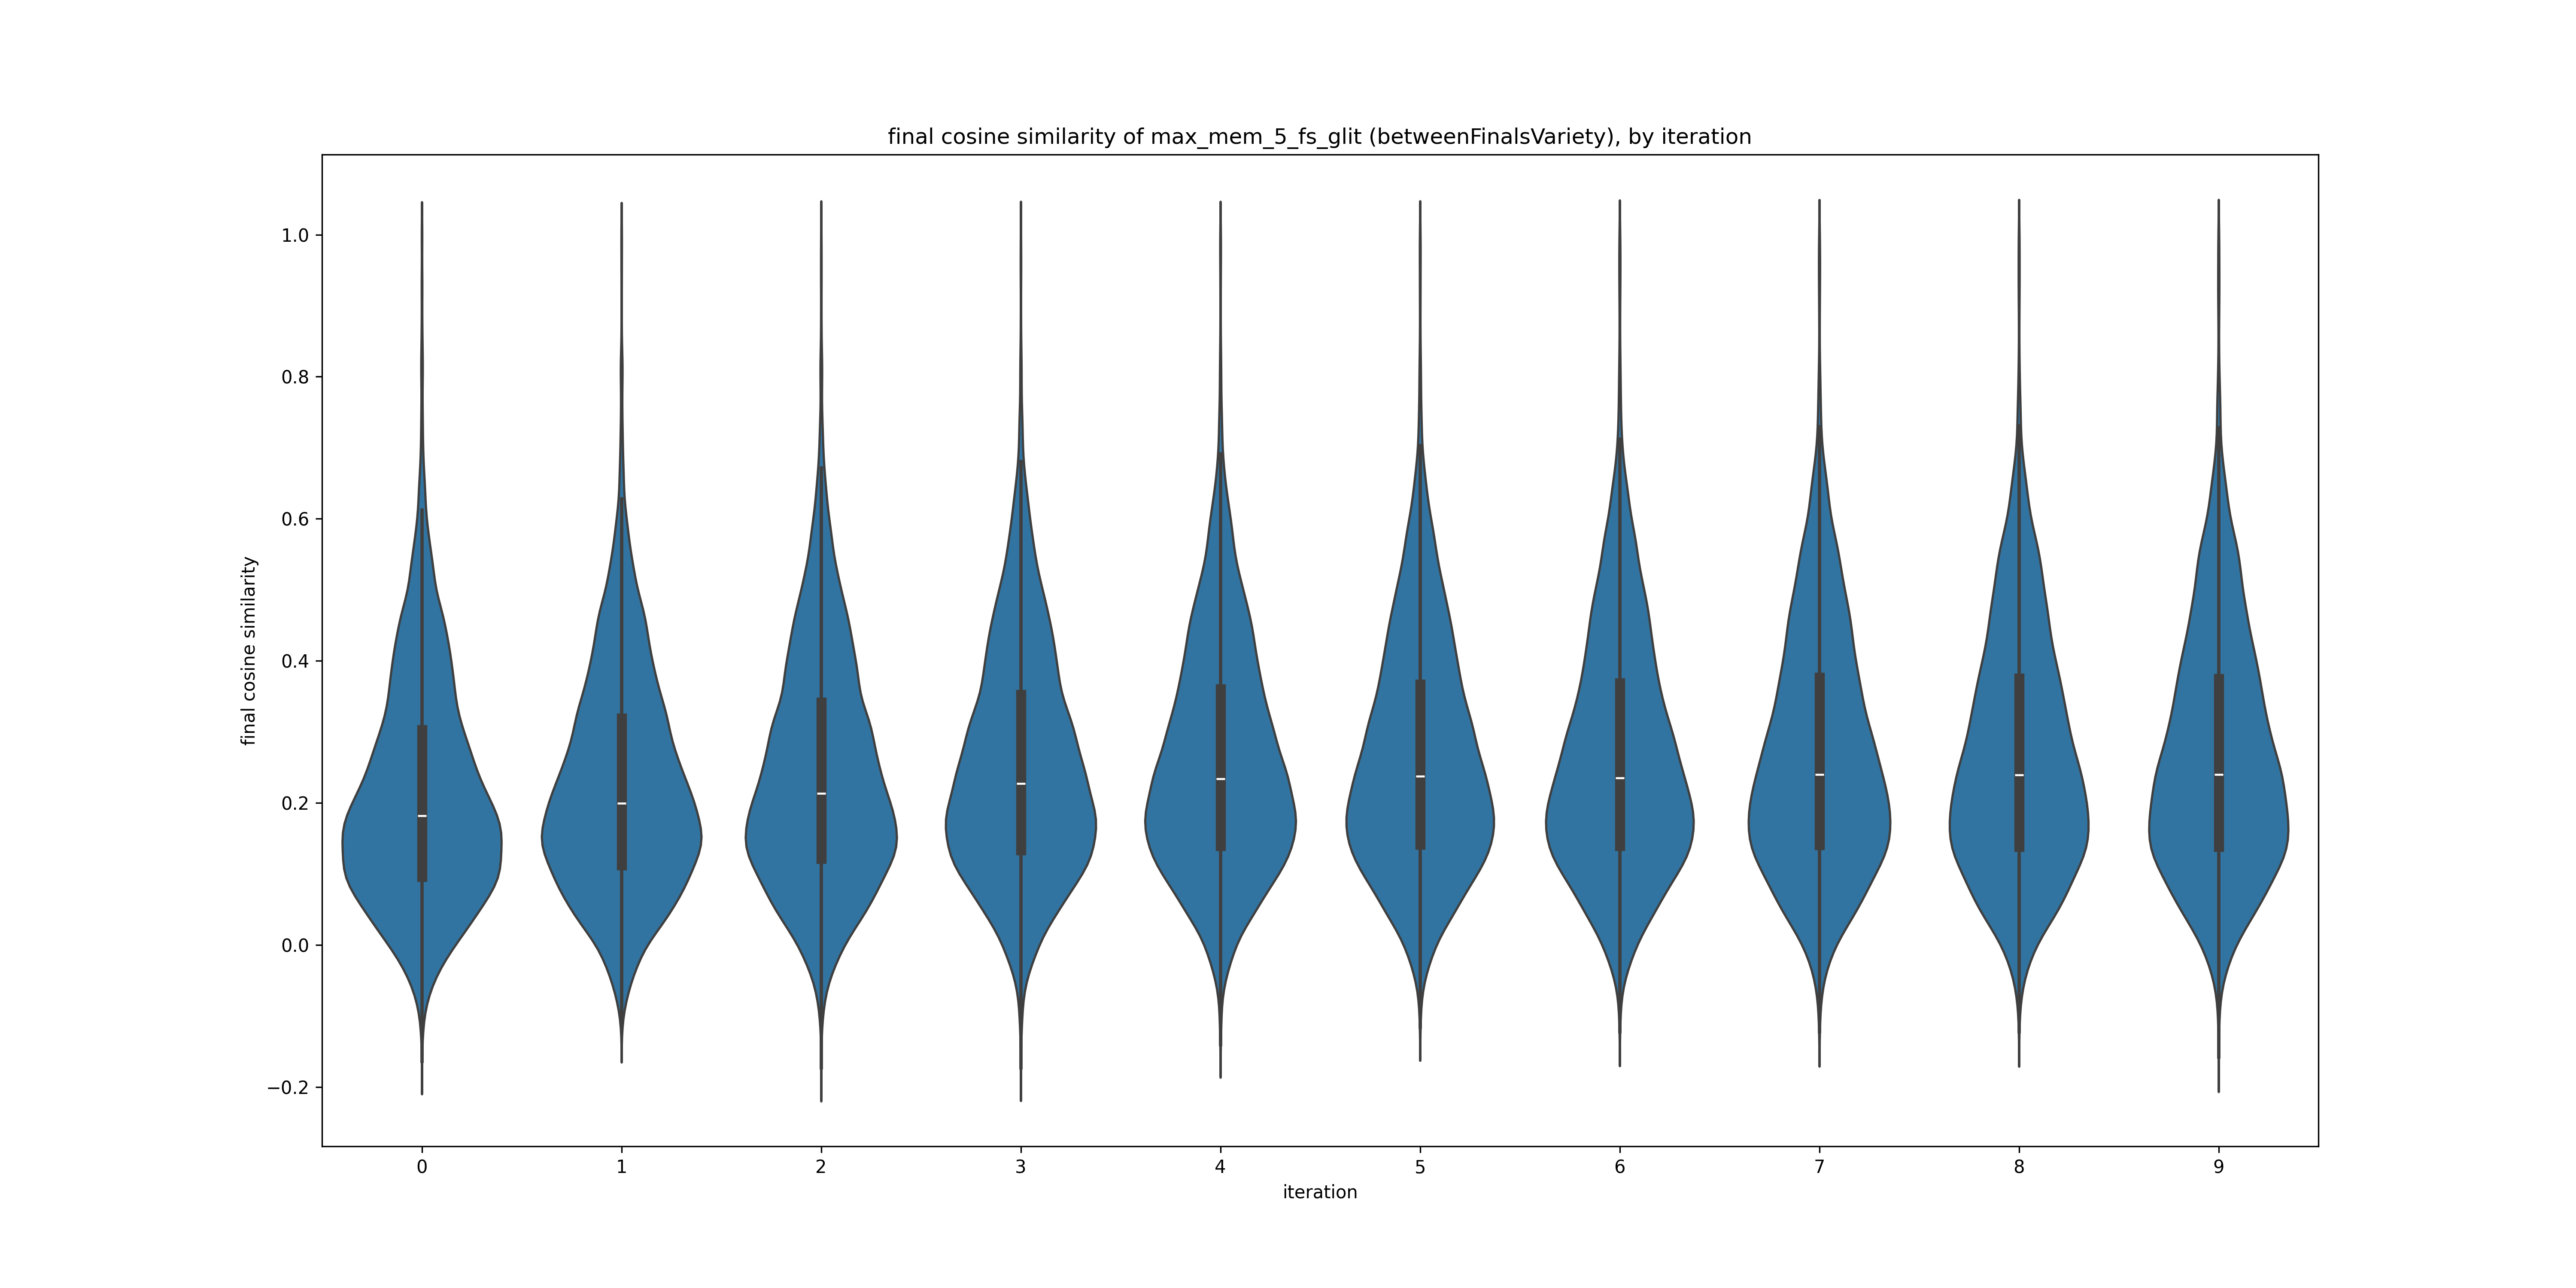 final cosine similarity of max_mem_5_fs_glit (betweenFinalsVariety), by iteration
1.0
0.8
0.6
0.4
0.2
0.0
−0.2
final cosine similarity
0 1 2 3 4 5 6 7 8 9
iteration